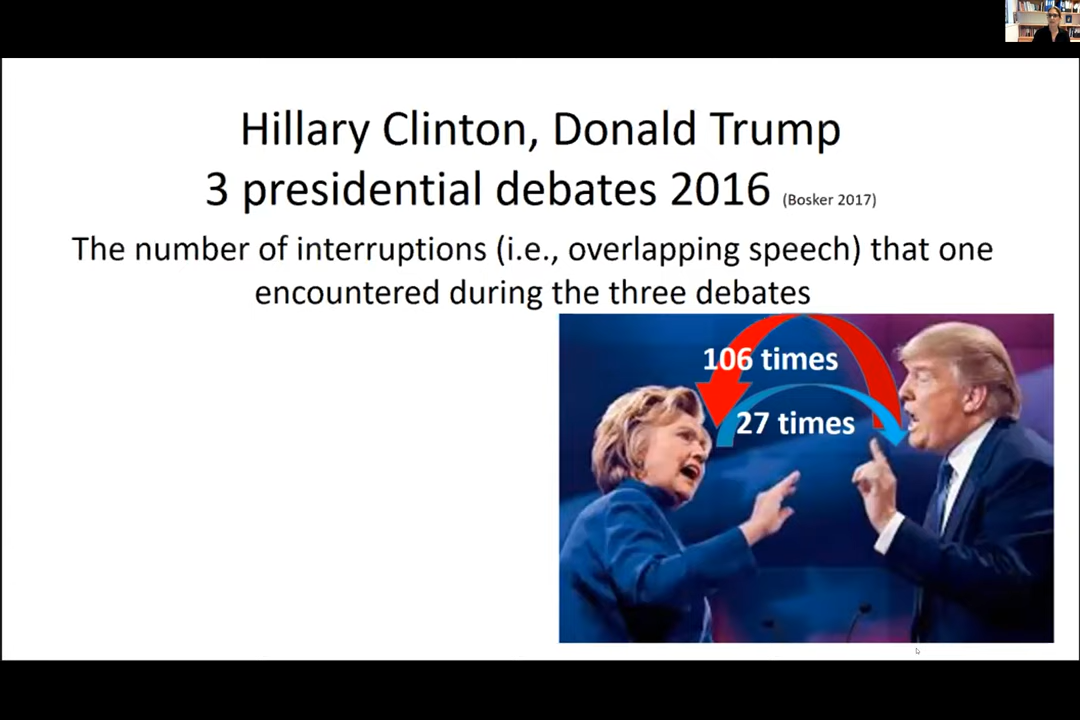 Hillary Clinton, Donald Trump
3 presidential debates 2016 (Bosker 2017)
The number of interruptions (i.e., overlapping speech) that one
encountered during the three debates
106 times
27 times